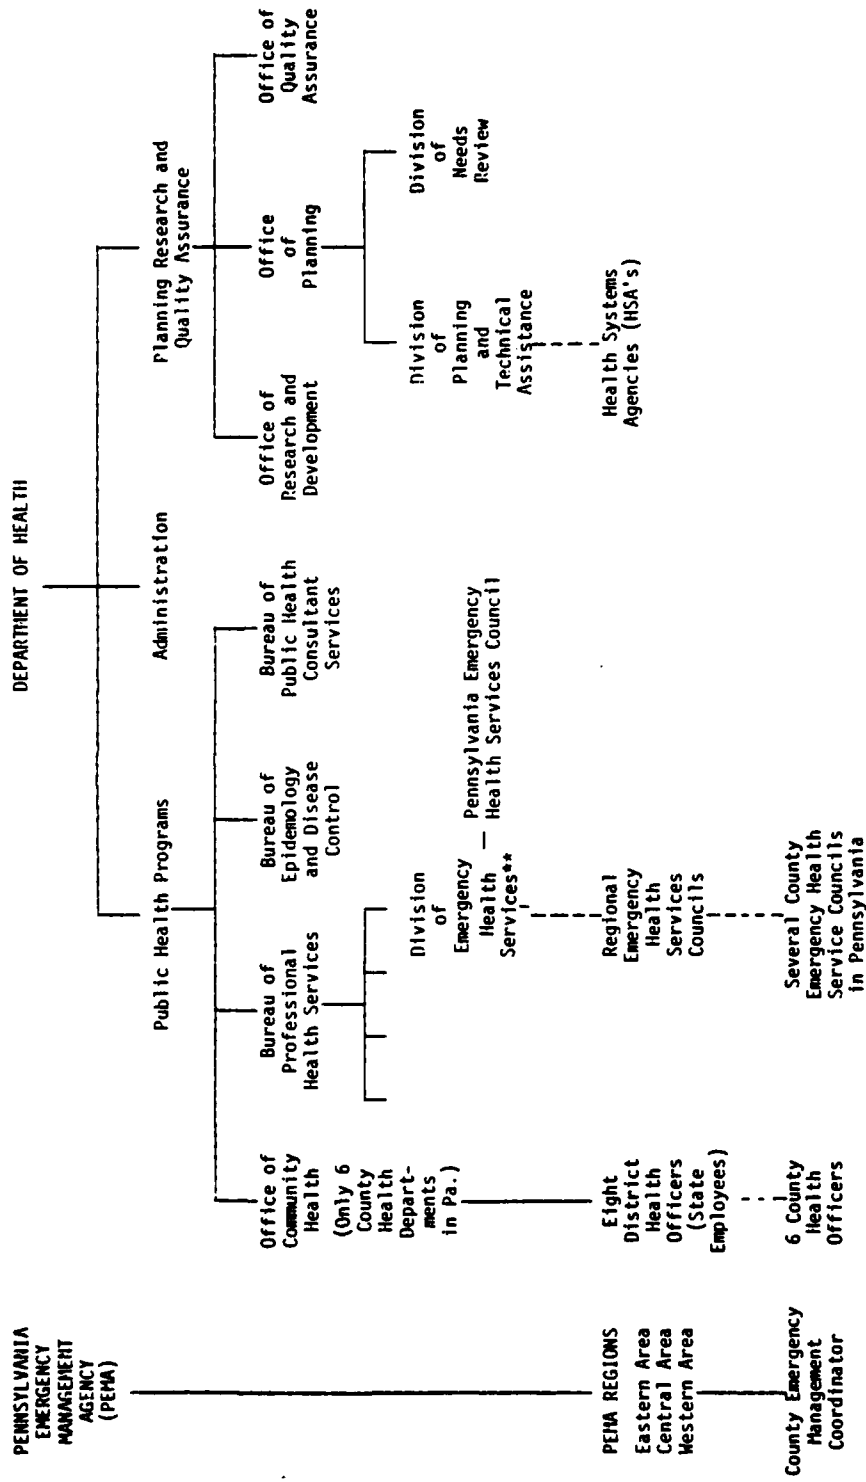 DEPARTMENT OF HEALTH
PENNSYLVANIA
EMERGENCY
MANAGEMENT
AGENCY
(PEMA)
Public Health Programs
Administration
Planning Research and
Quality Assurance
Office of
Community
Health
(Only 6
County
Health
Depart-
ments
in Pa.)
Bureau of
Professional
Health Services
Bureau of
Epidemology
and Disease
Control
Bureau of
Public Health
Consultant
Services
Office of
Research and
Development
Office
of
Planning
Office of
Quality
Assurance
Division
of
Emergency
Health
Services**
Pennsylvania Emergency
Health Services Council
Division
of
Planning
and
Technical
Assistance
Division
of
Needs
Review
PEMA REGIONS
Eastern Area
Central Area
Western Area
Eight
District
Health
Officers
(State
Employees)
Regional
Emergency
Health
Services
Councils
Health Systems
Agencies (HSA's)
County Emergency
Management
Coordinator
6 County
Health
Officers
Several County
Emergency Health
Service Councils
in Pennsylvania